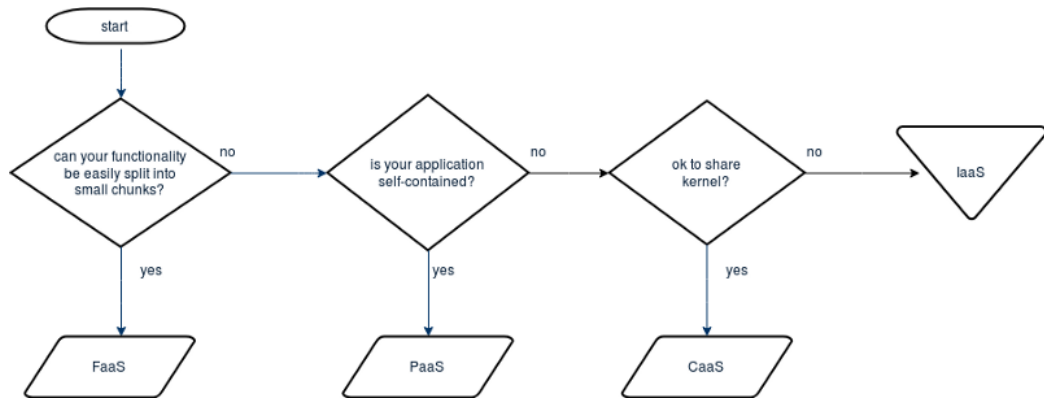 start
can your functionality
be easily split into
small chunks?
no
is your application
self-contained?
no
ok to share
kernel?
no
IaaS
yes
yes
yes
FaaS
PaaS
CaaS